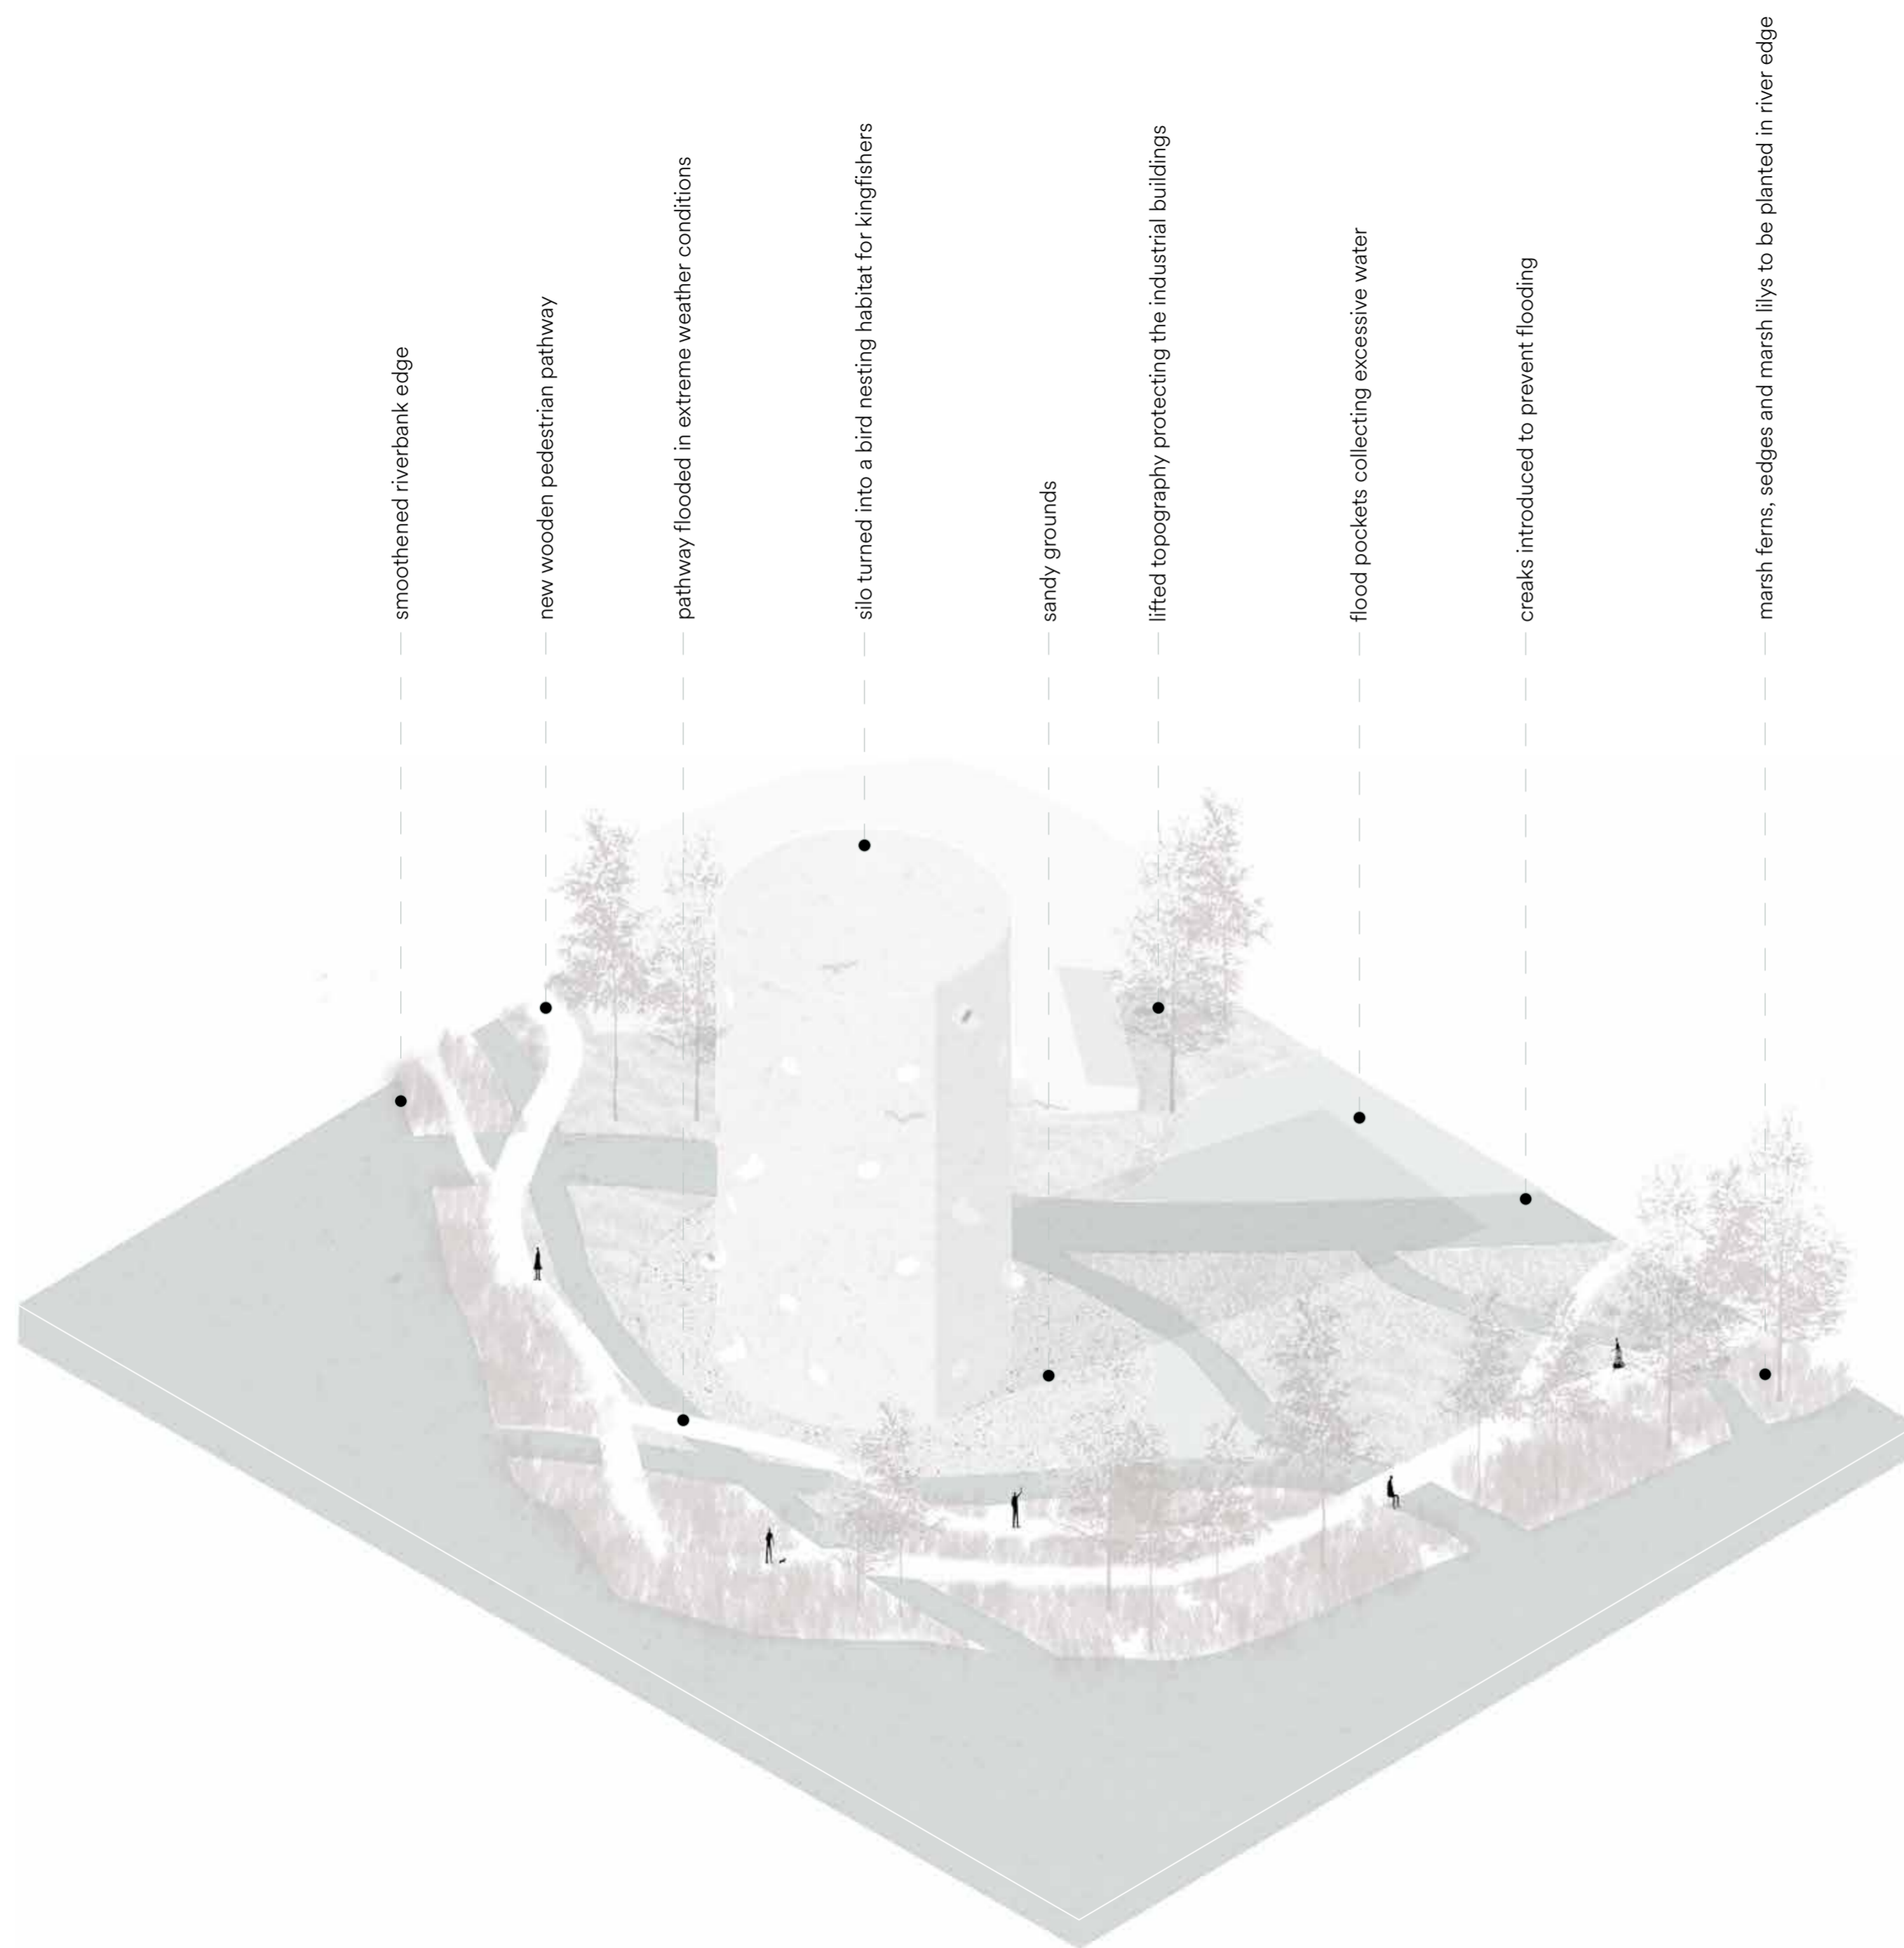 smoothened riverbank edge
new wooden pedestrian pathway
pathway flooded in extreme weather conditions
silo turned into a bird nesting habitat for kingfishers
sandy grounds
lifted topography protecting the industrial buildings
flood pockets collecting excessive water
creaks introduced to prevent flooding
marsh ferns, sedges and marsh lilys to be planted in river edge